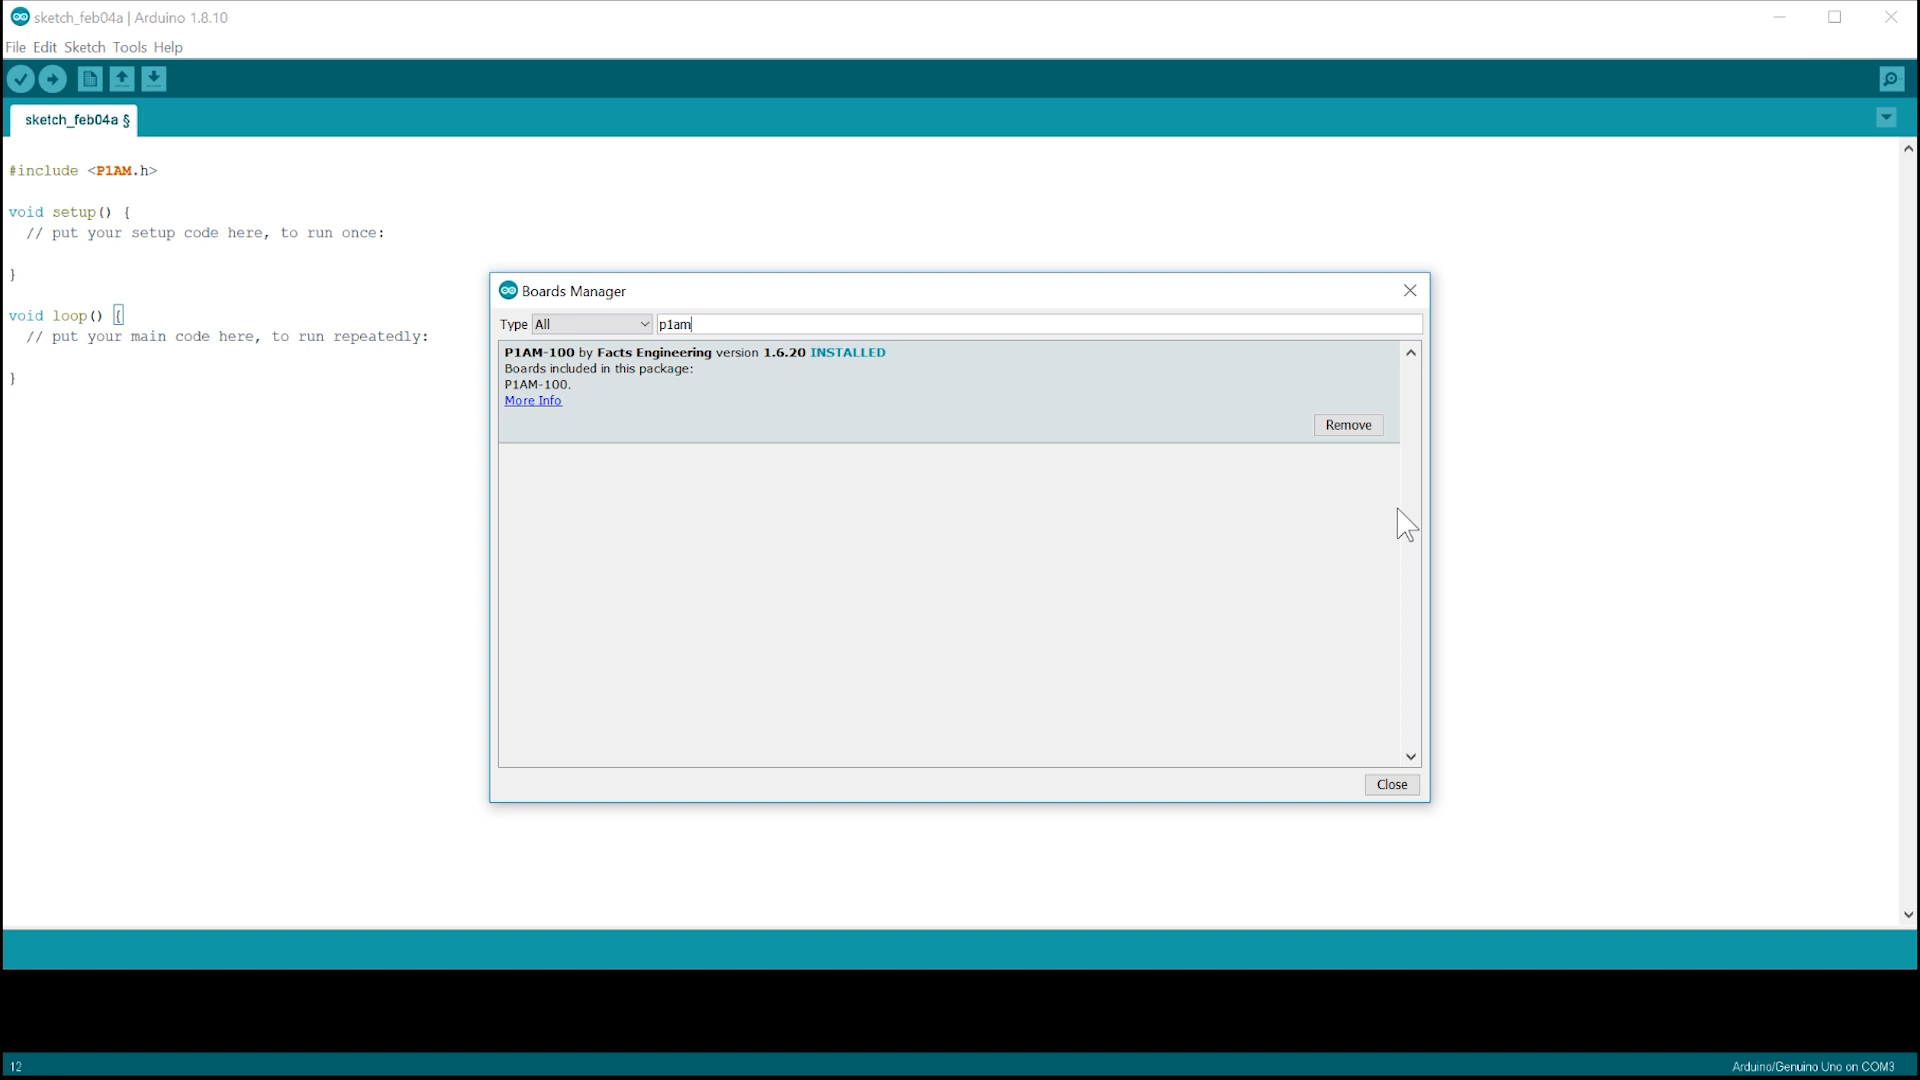 sketch_feb04a | Arduino 1.8.10
File Edit Sketch Tools Help
sketch_feb04a §
#include <P1AM.h>
void setup() {
// put your setup code here, to run once:
}
void loop() {
// put your main code here, to run repeatedly:
}
Boards Manager
Type All p1am
P1AM-100 by Facts Engineering version 1.6.20 INSTALLED
Boards included in this package:
P1AM-100.
More Info
Remove
Close
12 Arduino/Genuino Uno on COM3